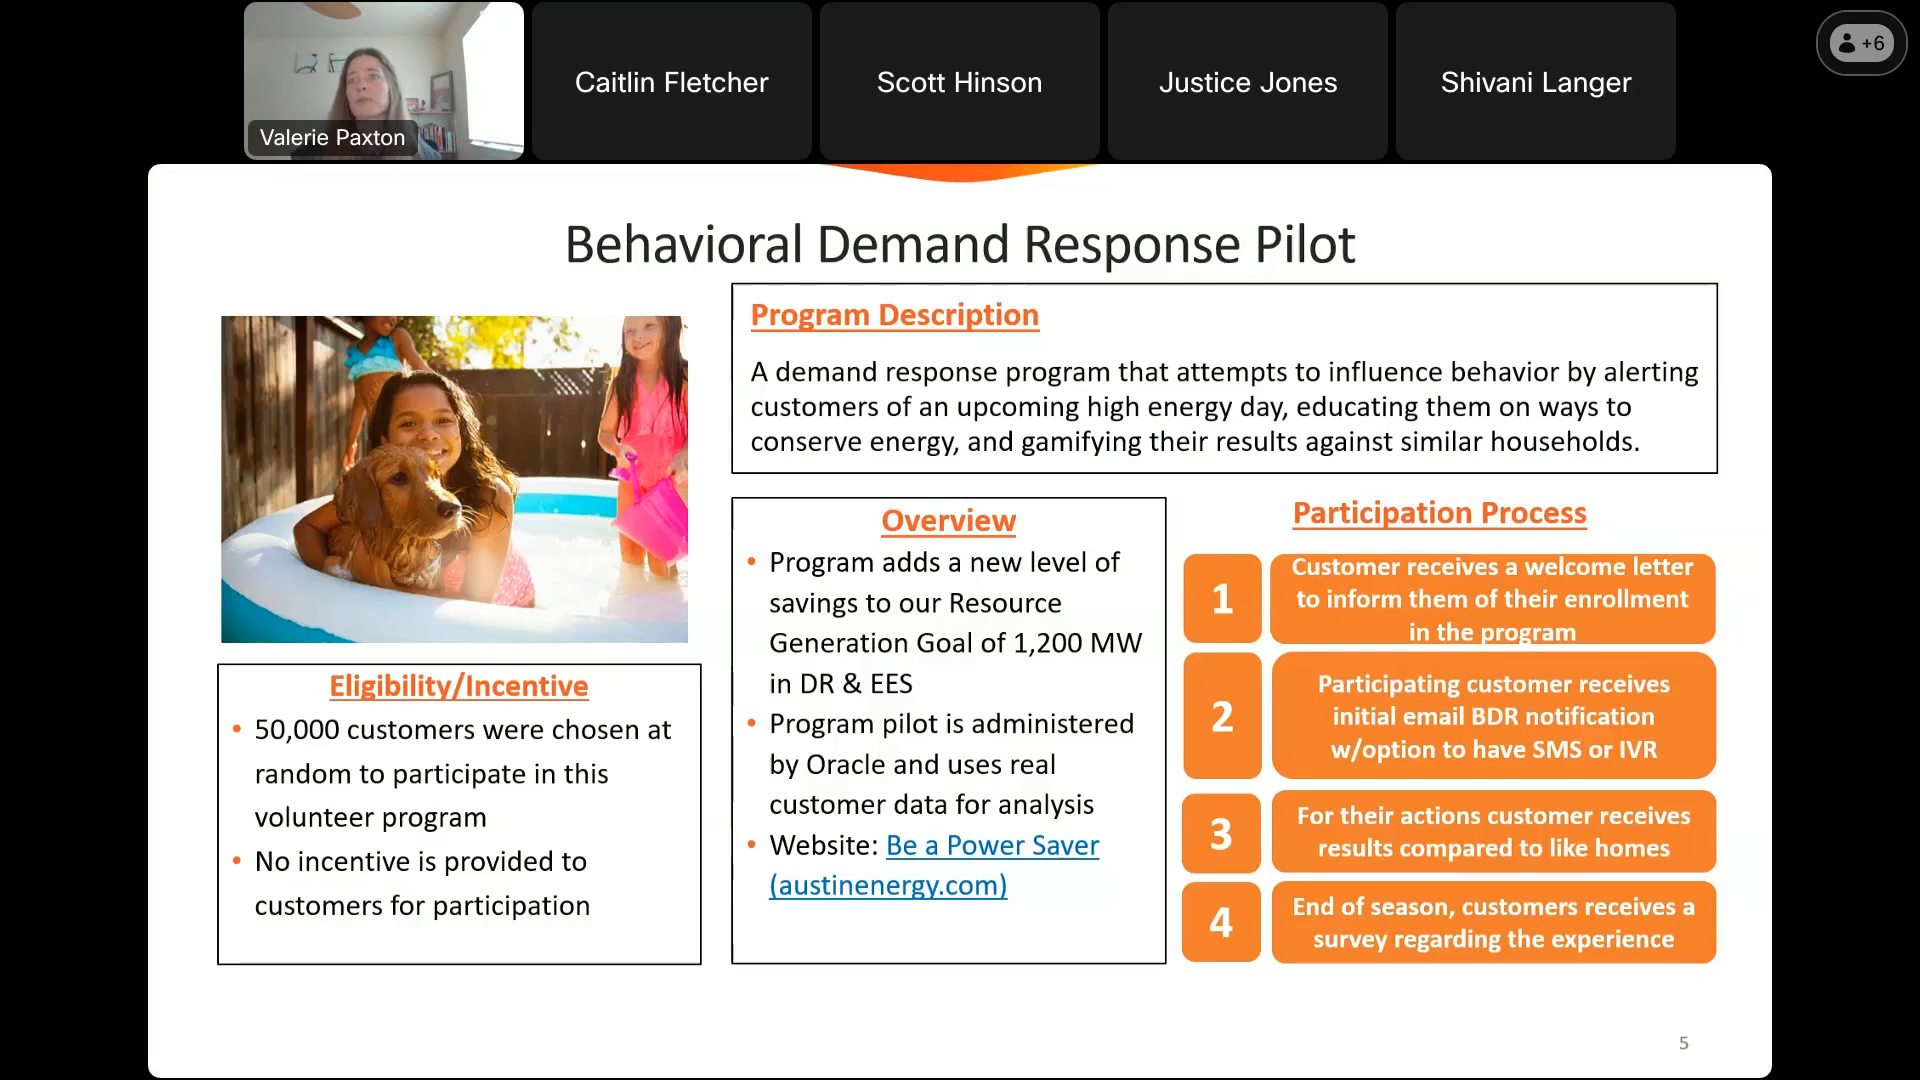 Valerie Paxton
Caitlin Fletcher
Scott Hinson
Justice Jones
Shivani Langer
+6
Behavioral Demand Response Pilot
Program Description
A demand response program that attempts to influence behavior by alerting
customers of an upcoming high energy day, educating them on ways to
conserve energy, and gamifying their results against similar households.
Eligibility/Incentive
• 50,000 customers were chosen at
random to participate in this
volunteer program
• No incentive is provided to
customers for participation
Overview
• Program adds a new level of
savings to our Resource
Generation Goal of 1,200 MW
in DR & EES
• Program pilot is administered
by Oracle and uses real
customer data for analysis
• Website: Be a Power Saver
(austinenergy.com)
Participation Process
1
Customer receives a welcome letter
to inform them of their enrollment
in the program
2
Participating customer receives
initial email BDR notification
w/option to have SMS or IVR
3
For their actions customer receives
results compared to like homes
4
End of season, customers receives a
survey regarding the experience
5